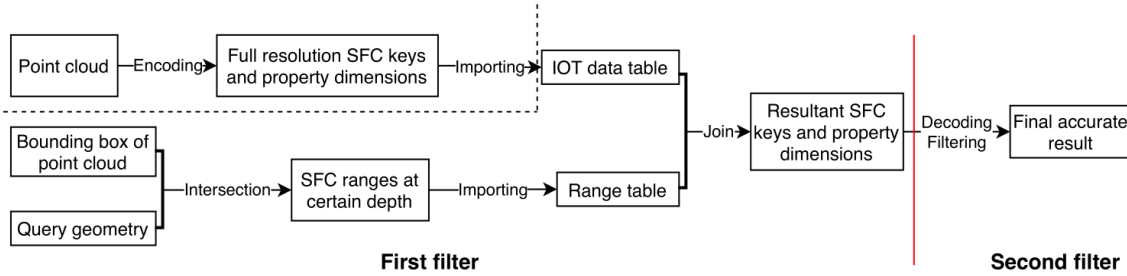 Point cloud
Encoding
Full resolution SFC keys
and property dimensions
Importing
IOT data table
Bounding box of
point cloud
Query geometry
Intersection
SFC ranges at
certain depth
Importing
Range table
Join
Resultant SFC
keys and property
dimensions
Decoding
Filtering
Final accurate
result
First filter
Second filter